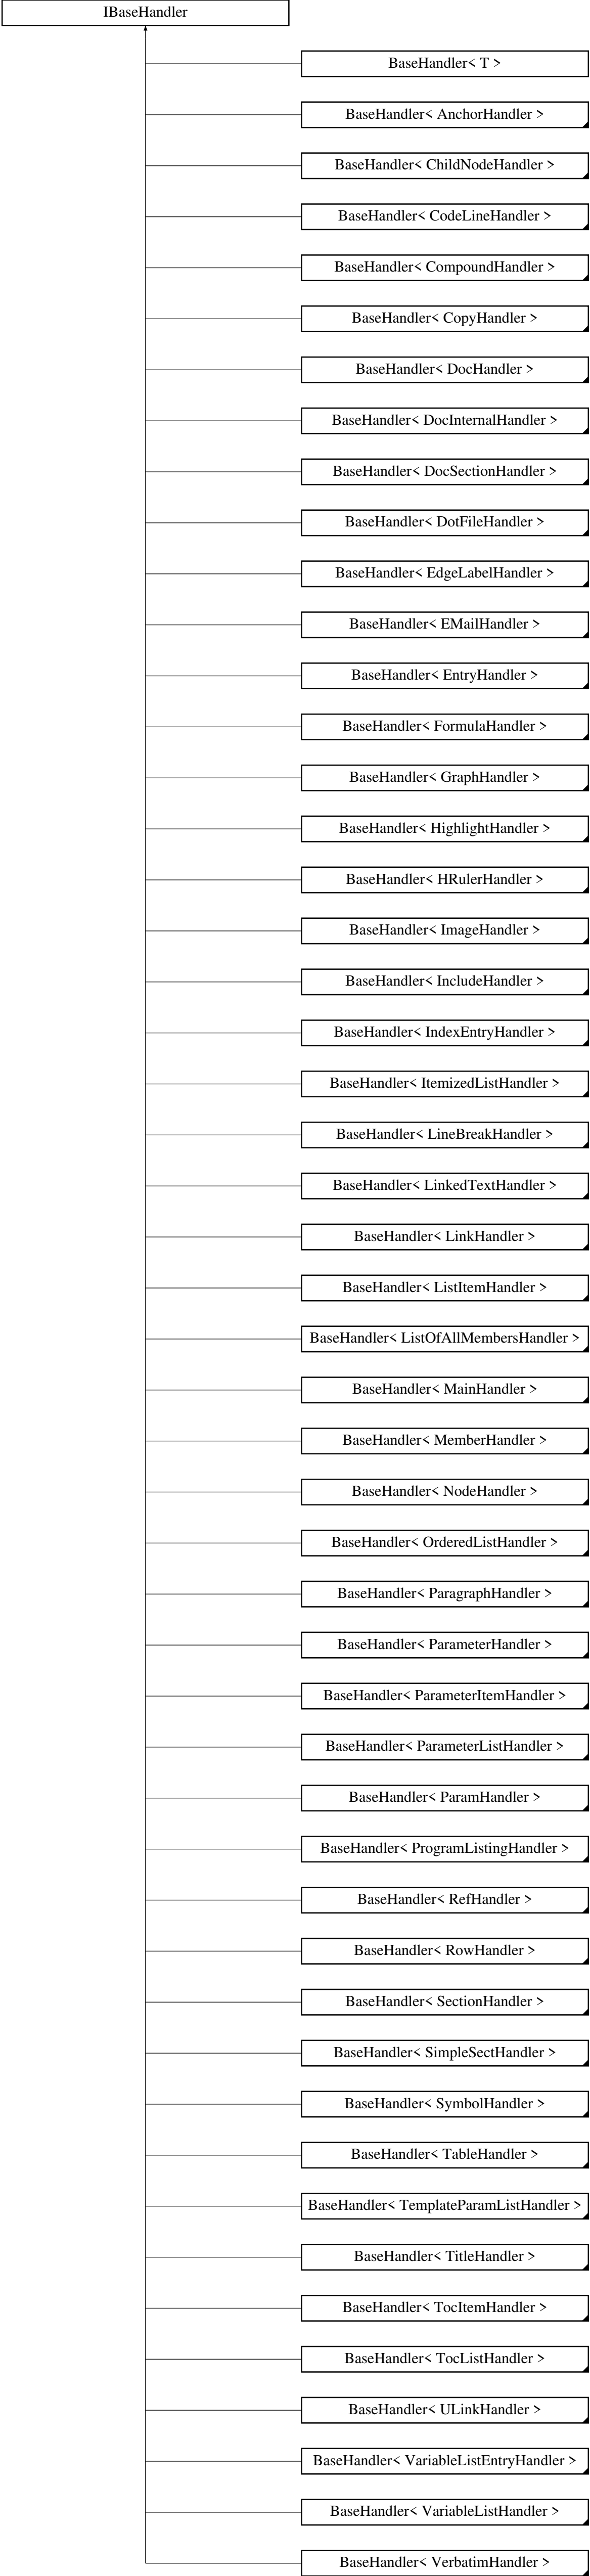 IBaseHandler
BaseHandler< T >
BaseHandler< AnchorHandler >
BaseHandler< ChildNodeHandler >
BaseHandler< CodeLineHandler >
BaseHandler< CompoundHandler >
BaseHandler< CopyHandler >
BaseHandler< DocHandler >
BaseHandler< DocInternalHandler >
BaseHandler< DocSectionHandler >
BaseHandler< DotFileHandler >
BaseHandler< EdgeLabelHandler >
BaseHandler< EMailHandler >
BaseHandler< EntryHandler >
BaseHandler< FormulaHandler >
BaseHandler< GraphHandler >
BaseHandler< HighlightHandler >
BaseHandler< HRulerHandler >
BaseHandler< ImageHandler >
BaseHandler< IncludeHandler >
BaseHandler< IndexEntryHandler >
BaseHandler< ItemizedListHandler >
BaseHandler< LineBreakHandler >
BaseHandler< LinkedTextHandler >
BaseHandler< LinkHandler >
BaseHandler< ListItemHandler >
BaseHandler< ListOfAllMembersHandler >
BaseHandler< MainHandler >
BaseHandler< MemberHandler >
BaseHandler< NodeHandler >
BaseHandler< OrderedListHandler >
BaseHandler< ParagraphHandler >
BaseHandler< ParameterHandler >
BaseHandler< ParameterItemHandler >
BaseHandler< ParameterListHandler >
BaseHandler< ParamHandler >
BaseHandler< ProgramListingHandler >
BaseHandler< RefHandler >
BaseHandler< RowHandler >
BaseHandler< SectionHandler >
BaseHandler< SimpleSectHandler >
BaseHandler< SymbolHandler >
BaseHandler< TableHandler >
BaseHandler< TemplateParamListHandler >
BaseHandler< TitleHandler >
BaseHandler< TocItemHandler >
BaseHandler< TocListHandler >
BaseHandler< ULinkHandler >
BaseHandler< VariableListEntryHandler >
BaseHandler< VariableListHandler >
BaseHandler< VerbatimHandler >